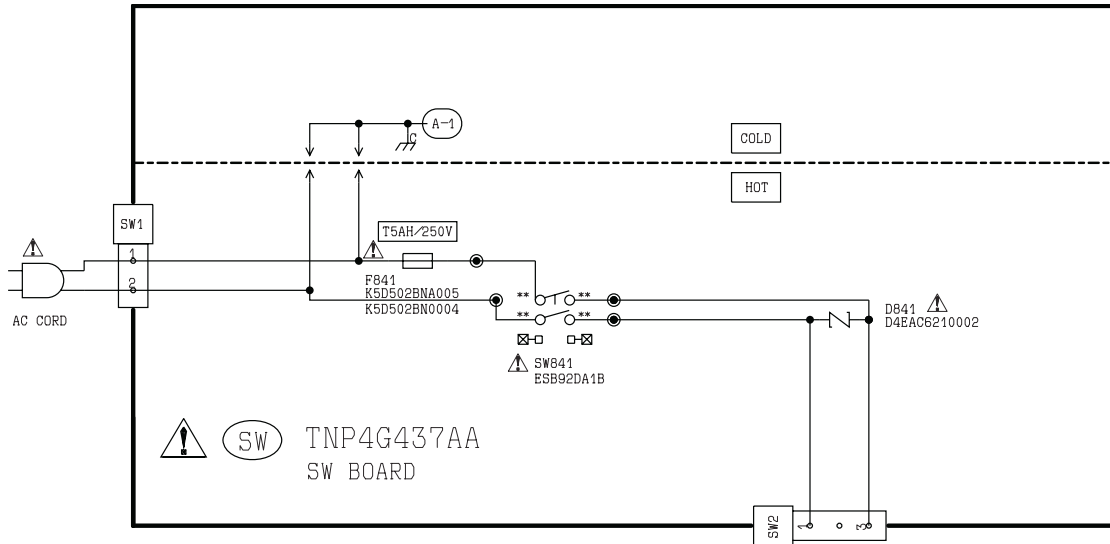 A-1
C
COLD
HOT
SW1
1
2
AC CORD
T5AH/250V
F841
K5D502BNA005
K5D502BN0004
** **
** **
SW841
ESB92DA1B
D841
D4EAC6210002
SW TNP4G437AA
SW BOARD
SW2
1
3